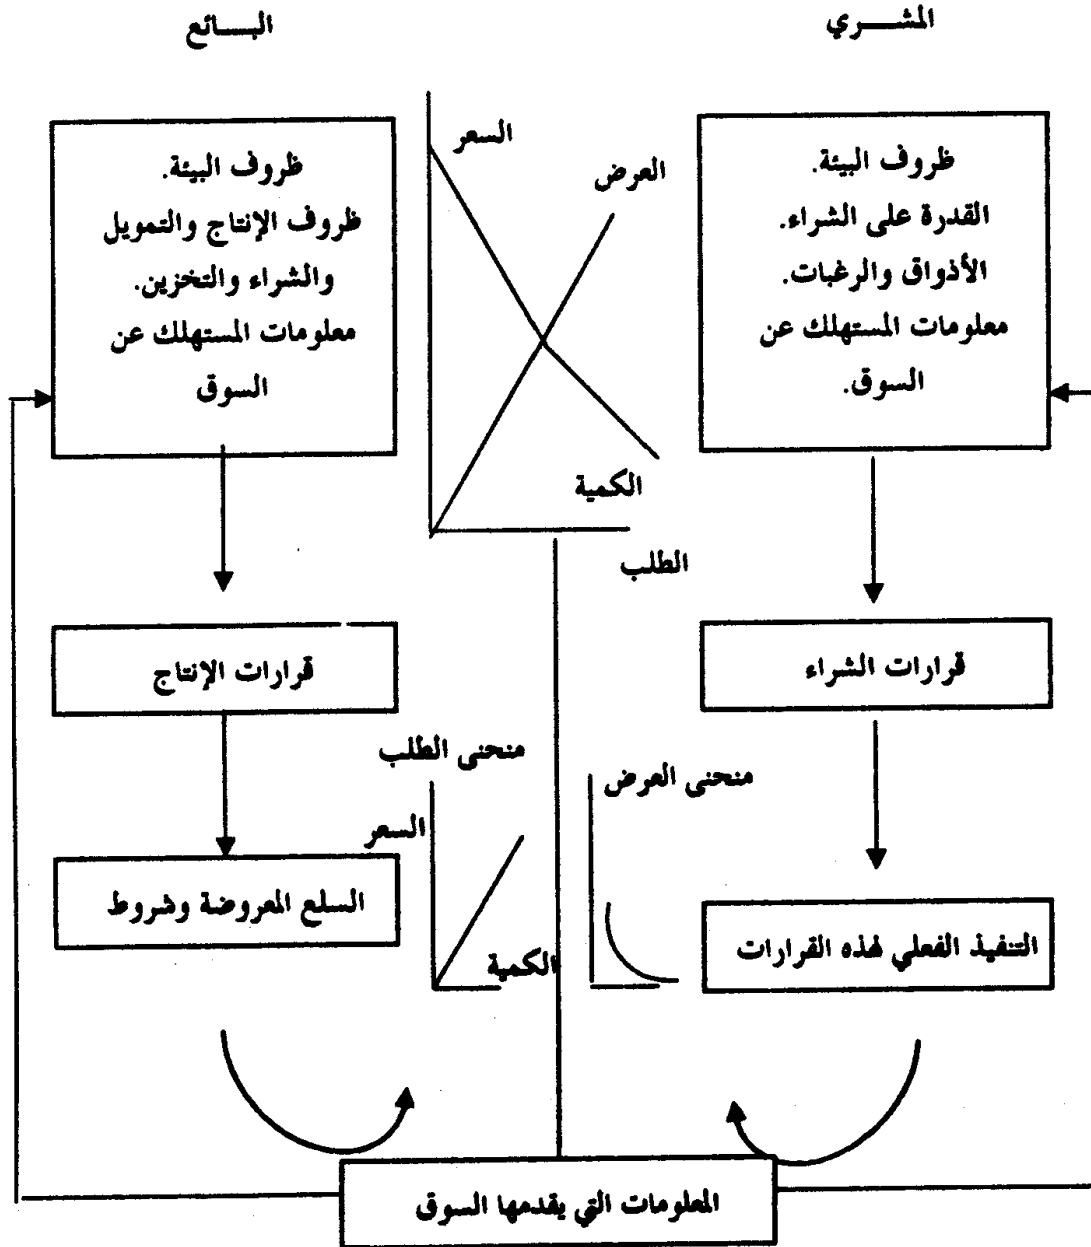 المشـــري
البـــائع
ظروف البيئة.
القدرة على الشراء.
الأذواق والرغبات.
معلومات المستهلك عن
السوق.
السعر
العرض
الكمية
الطلب
ظروف البيئة.
ظروف الإنتاج والتمويل
والشراء والتخزين.
معلومات المستهلك عن
السوق
قرارات الشراء
قرارات الإنتاج
منحنى العرض
منحنى الطلب
السعر
الكمية
التنفيذ الفعلي لهذه القرارات
السلع المعروضة وشروط
المعلومات التي يقدمها السوق